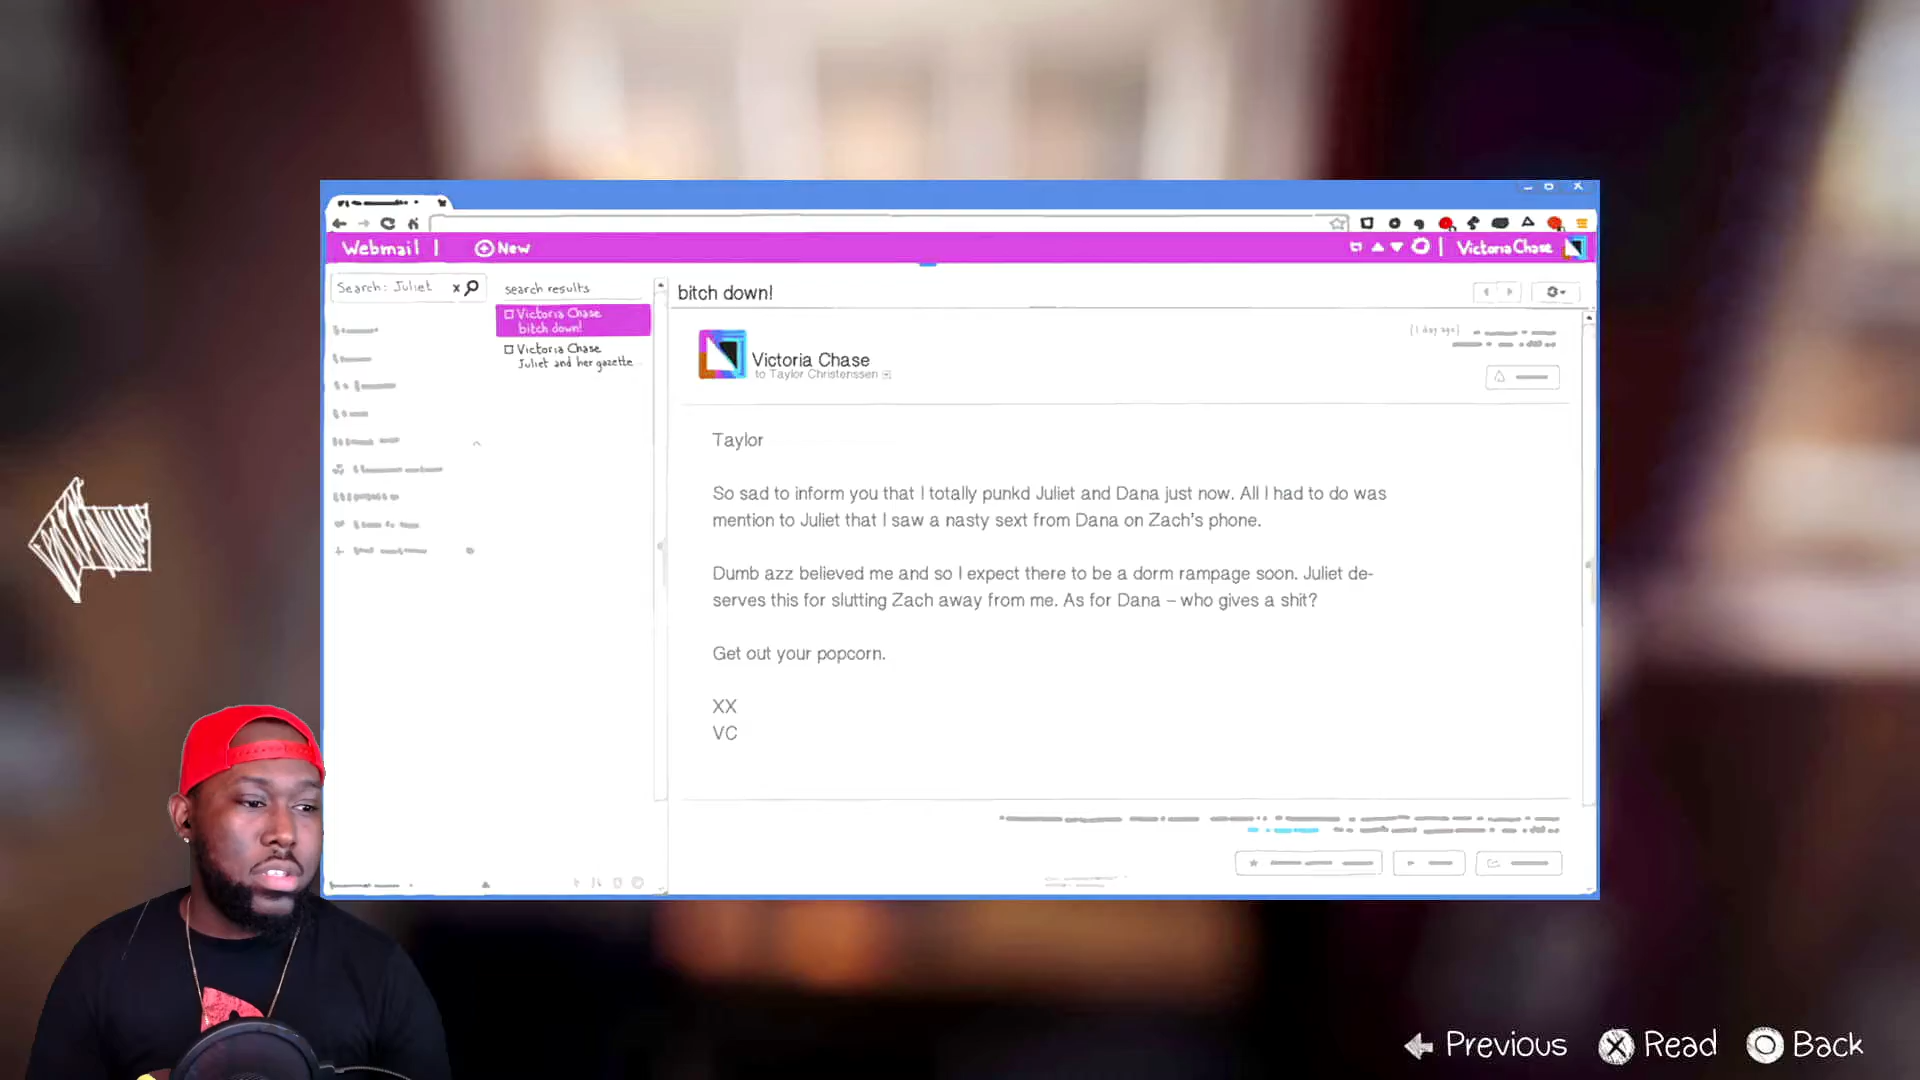 Webmail |
New
Victoria Chase
Search: Juliet x
search results
Victoria Chase
bitch down!
Victoria Chase
Juliet and her gazette
bitch down!
(1 day ago)
Victoria Chase
to Taylor Christenssen
Taylor
So sad to inform you that I totally punkd Juliet and Dana just now. All I had to do was
mention to Juliet that I saw a nasty sext from Dana on Zach's phone.
Dumb azz believed me and so I expect there to be a dorm rampage soon. Juliet de-
serves this for slutting Zach away from me. As for Dana – who gives a shit?
Get out your popcorn.
XX
VC
Previous
Read
Back